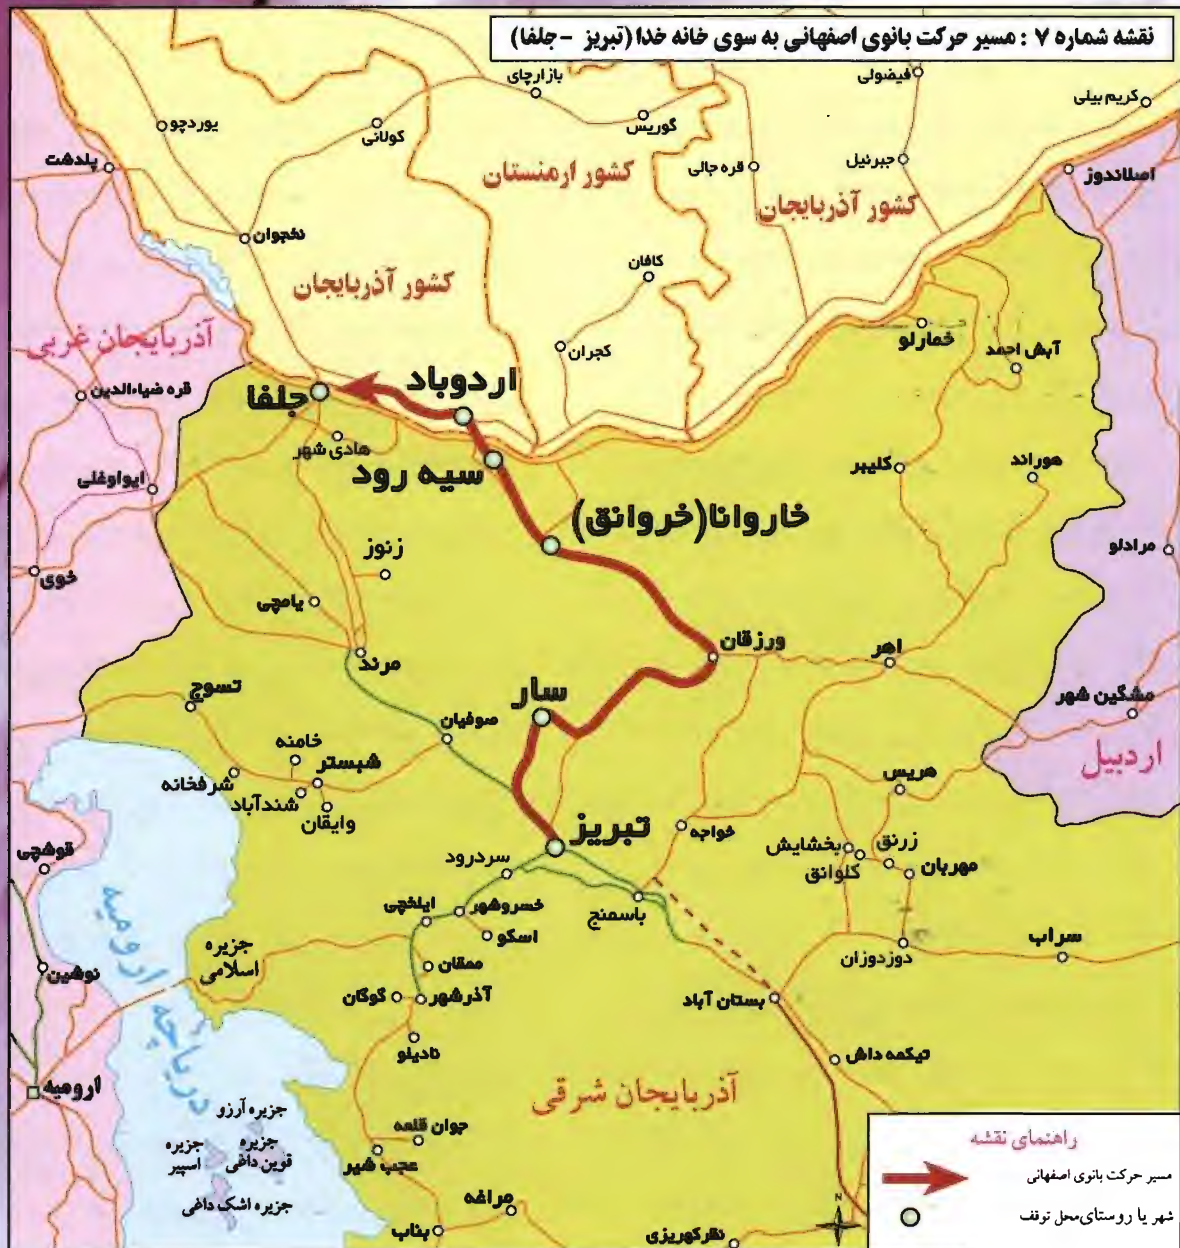 نقشه شماره ۷ : مسیر حرکت بانوی اصفهانی به سوی خانه خدا (تبریز - جلفا)
بازارچای
فیضولی
کریم بیلی
یوردچو
کولانی
گوریس
پلدشت
کشور ارمنستان
قره جالی
جبرئیل
اصلاندوز
کشور آذربایجان
نخجوان
کافان
کشور آذربایجان
آذربایجان غربی
کجران
خمارلو
آبش احمد
قره ضیاءالدین
جلفا
اردوباد
هادی شهر
سیه رود
کلیبر
هوراند
ایواوغلی
خاروانا(خروانق)
مرادلو
خوی
زنوز
یامچی
مرند
ورزقان
اهر
تسوج
سار
مشگین شهر
صوفیان
خامنه
شبستر
شرفخانه
شندآباد
وایقان
اردبیل
هریس
تبریز
خواجه
بخشایش
کلوانق
زرنق
مهربان
قوشچی
سردرود
باسمنج
خسروشهر
ایلخچی
اسکو
دریاچه ارومیه
جزیره
اسلامی
ممقان
دوزدوزان
سراب
نوشین
گوگان
آذرشهر
بستان آباد
نادیلو
تیکمه داش
ارومیه
آذربایجان شرقی
جزیره آرزو
جزیره
قوین داغی
جزیره
اسپیر
جزیره اشک داغی
جوان قلعه
عجب شیر
مراغه
بناب
نظرکهریزی
N
راهنمای نقشه
مسیر حرکت بانوی اصفهانی
شهر یا روستای‌محل توقف